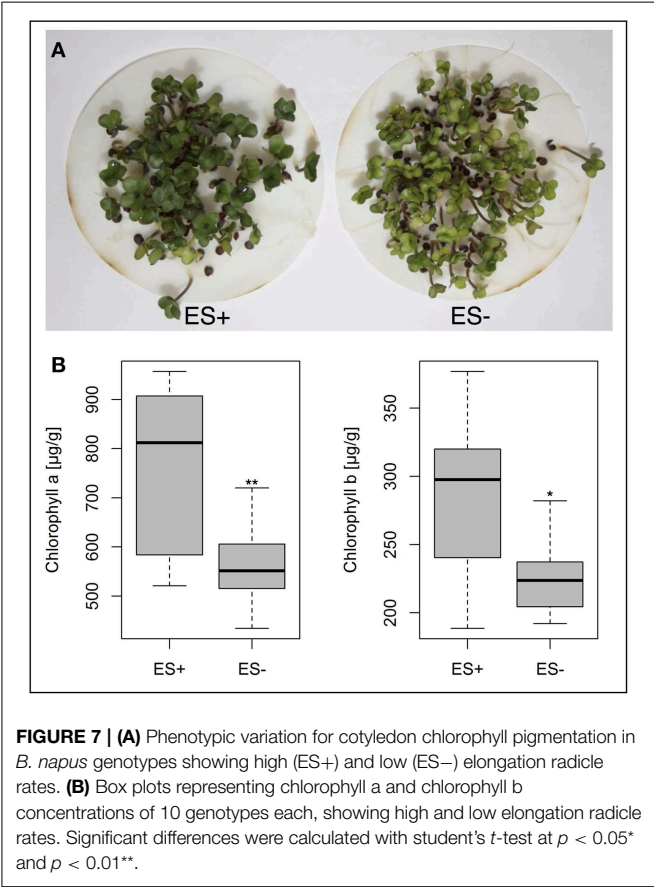 A
ES+ ES-
B
Chlorophyll a [µg/g]
500
600
700
800
900
**
ES+ ES-
Chlorophyll b [µg/g]
200
250
300
350
*
ES+ ES-
FIGURE 7 | (A) Phenotypic variation for cotyledon chlorophyll pigmentation in
B. napus genotypes showing high (ES+) and low (ES−) elongation radicle
rates. (B) Box plots representing chlorophyll a and chlorophyll b
concentrations of 10 genotypes each, showing high and low elongation radicle
rates. Significant differences were calculated with student's t-test at p < 0.05*
and p < 0.01**.